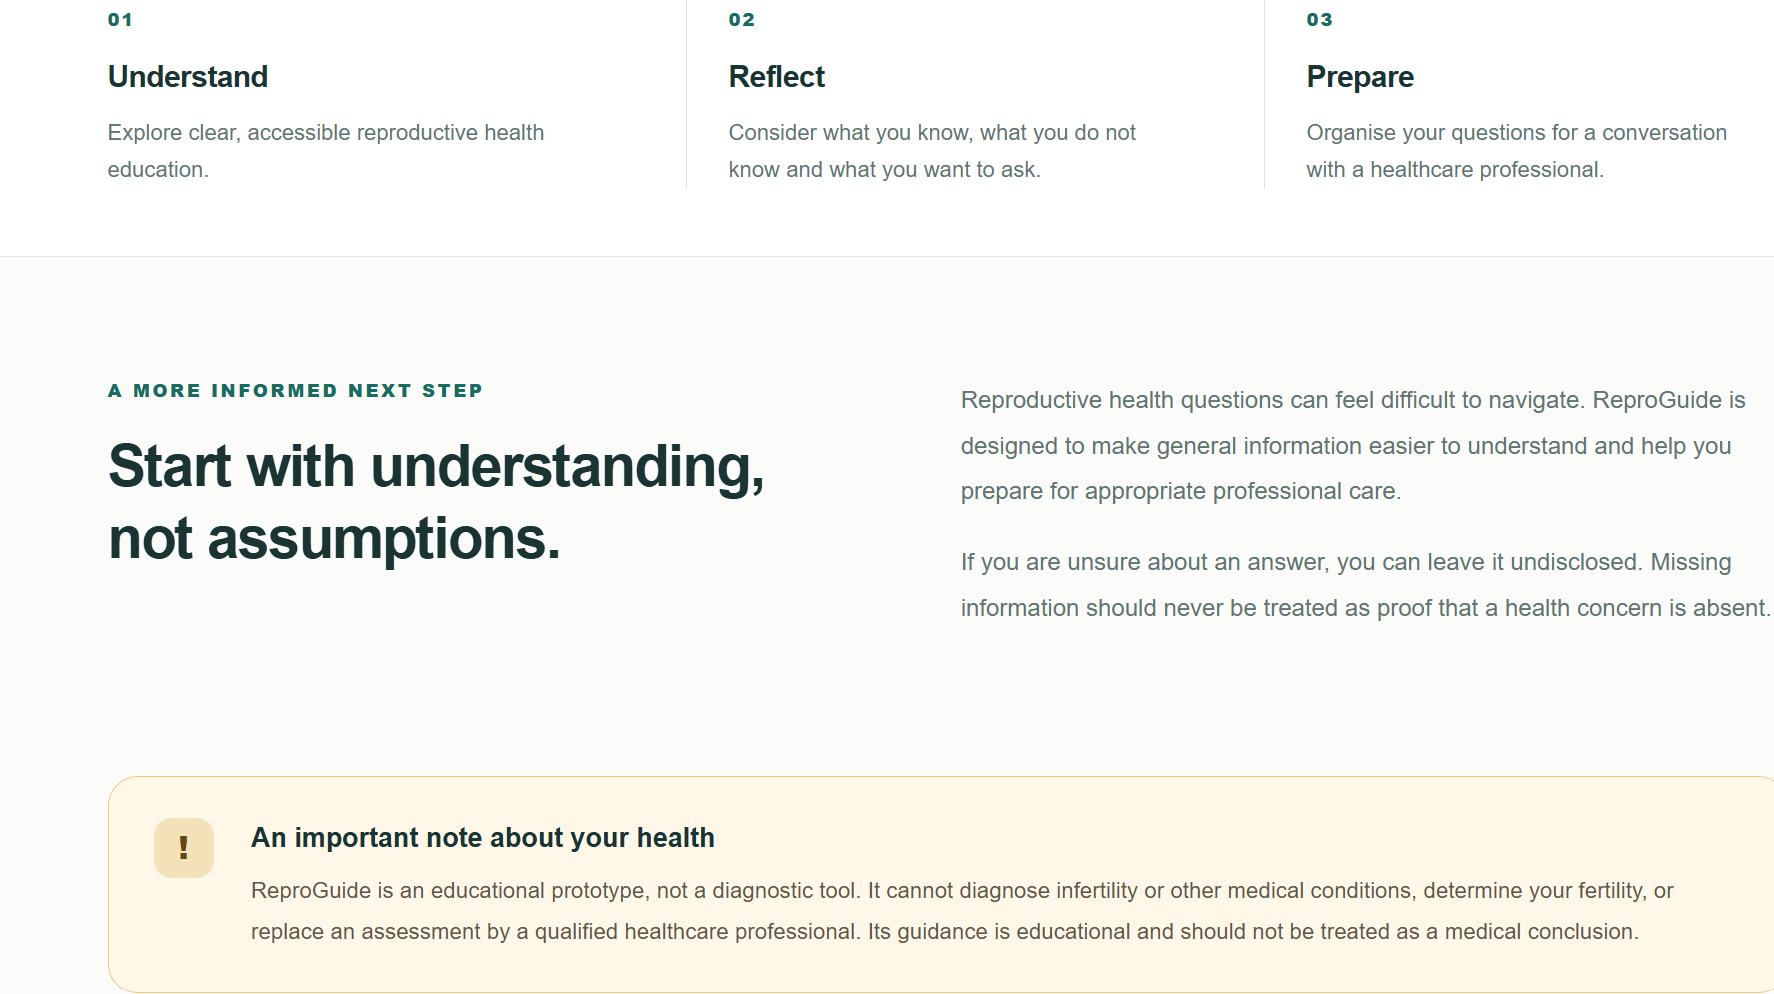 01
Understand
Explore clear, accessible reproductive health
education.
02
Reflect
Consider what you know, what you do not
know and what you want to ask.
03
Prepare
Organise your questions for a conversation
with a healthcare professional.
A MORE INFORMED NEXT STEP
Start with understanding,
not assumptions.
Reproductive health questions can feel difficult to navigate. ReproGuide is
designed to make general information easier to understand and help you
prepare for appropriate professional care.
If you are unsure about an answer, you can leave it undisclosed. Missing
information should never be treated as proof that a health concern is absent.
!
An important note about your health
ReproGuide is an educational prototype, not a diagnostic tool. It cannot diagnose infertility or other medical conditions, determine your fertility, or
replace an assessment by a qualified healthcare professional. Its guidance is educational and should not be treated as a medical conclusion.